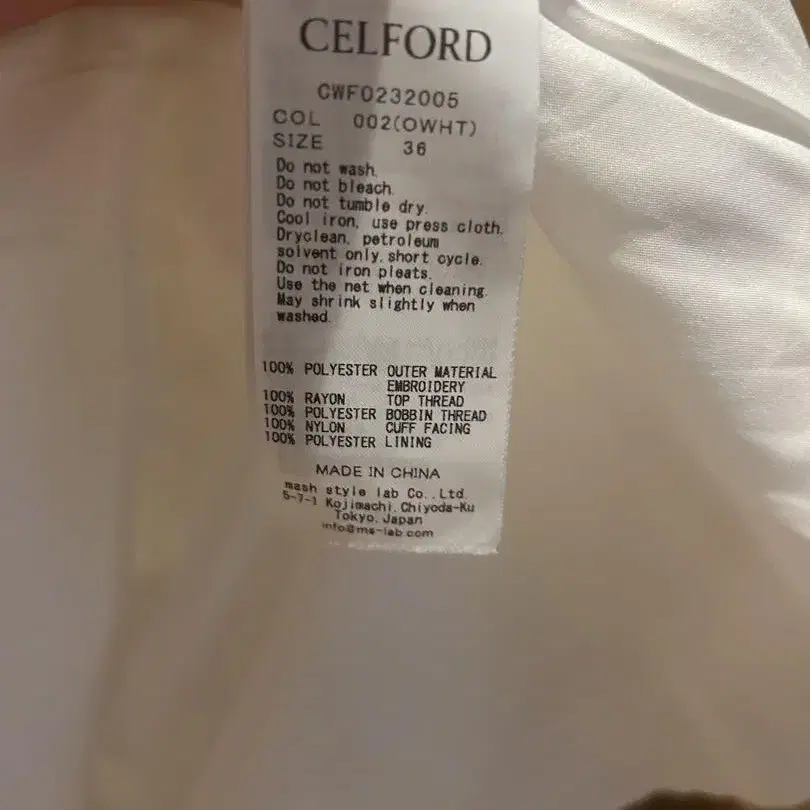 CELFORD
CWF0232005
COL 002(OWHT)
SIZE 36
Do not wash.
Do not bleach.
Do not tumble dry.
Cool iron, use press cloth.
Dryclean, petroleum
solvent only, short cycle.
Do not iron pleats.
Use the net when cleaning.
May shrink slightly when
washed.
100% POLYESTER OUTER MATERIAL
EMBROIDERY
100% RAYON TOP THREAD
100% POLYESTER BOBBIN THREAD
100% NYLON CUFF FACING
100% POLYESTER LINING
MADE IN CHINA
mash style lab Co.,Ltd.
5-7-1 Kojimachi, Chiyoda-Ku
Tokyo, Japan
info@ms-lab.com